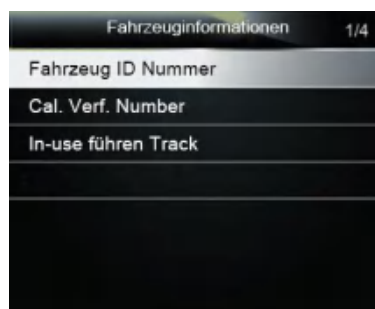 Fahrzeuginformationen 1/4
Fahrzeug ID Nummer
Cal. Verf. Number
In-use führen Track